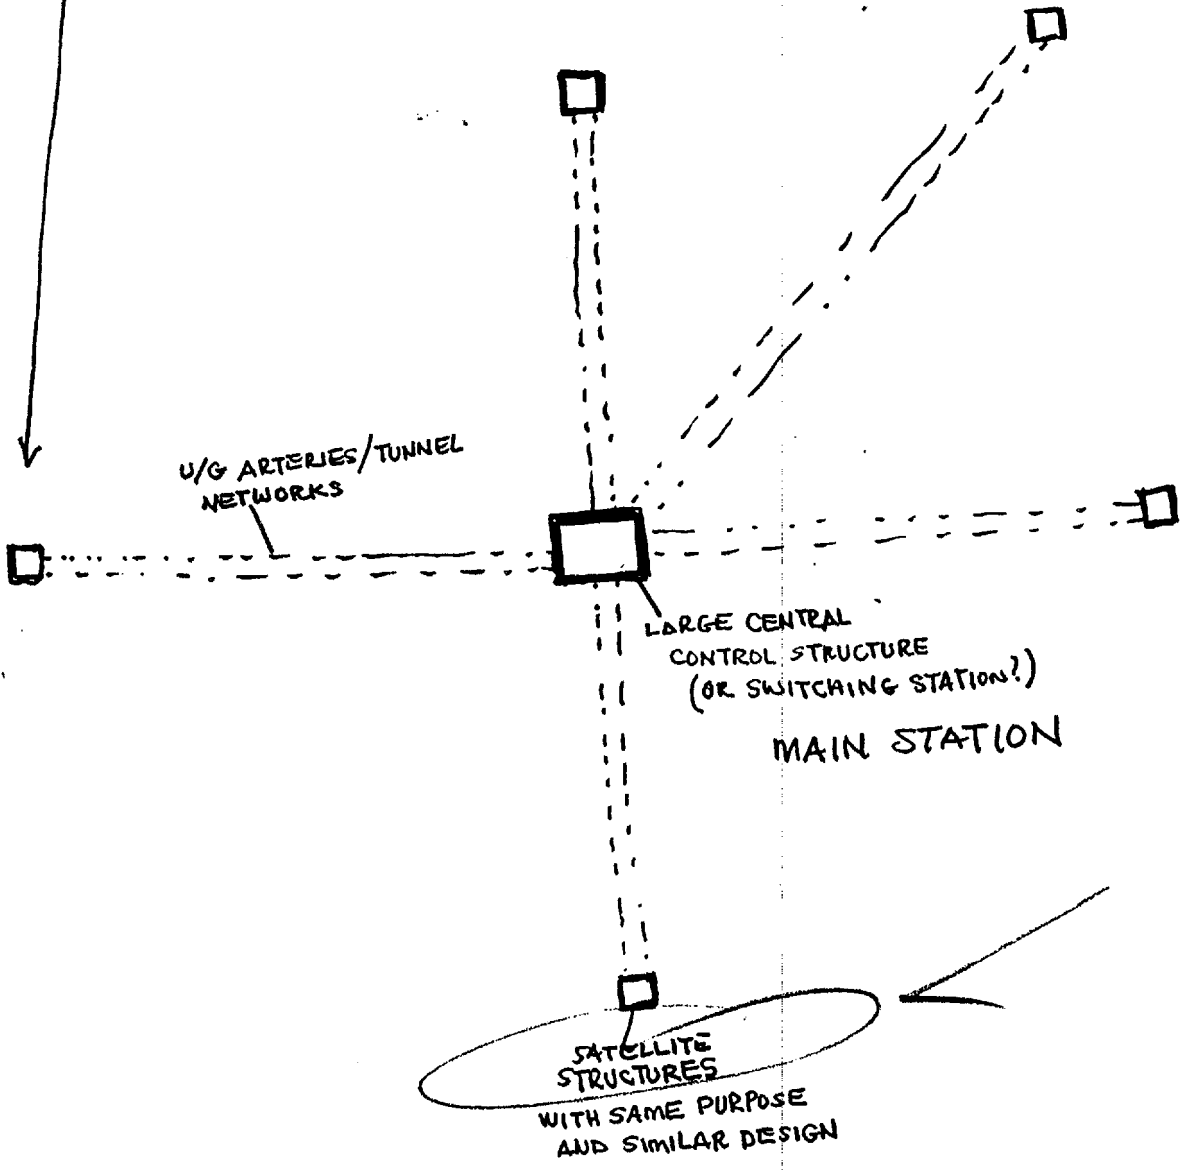 U/G ARTERIES/TUNNEL
NETWORKS
LARGE CENTRAL
CONTROL STRUCTURE
(OR SWITCHING STATION?)
MAIN STATION
SATELLITE
STRUCTURES
WITH SAME PURPOSE
AND SIMILAR DESIGN